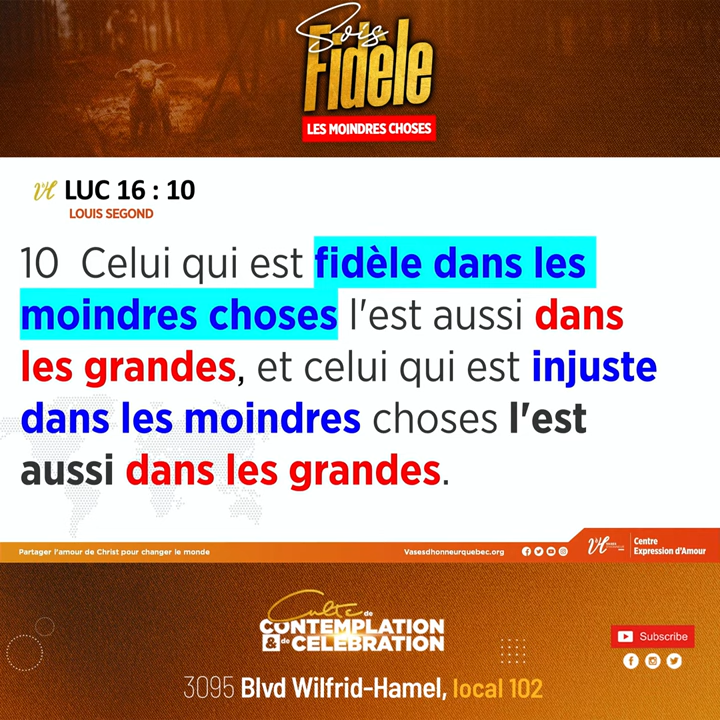 Sois
Fidèle
LES MOINDRES CHOSES
VH LUC 16 : 10
LOUIS SEGOND
10 Celui qui est fidèle dans les
moindres choses l'est aussi dans
les grandes, et celui qui est injuste
dans les moindres choses l'est
aussi dans les grandes.
Partager l'amour de Christ pour changer le monde
Vasesdhonneurquebec.org
VH
Centre
Expression d'Amour
Culte de
CONTEMPLATION
& de CELEBRATION
Subscribe
3095 Blvd Wilfrid-Hamel, local 102